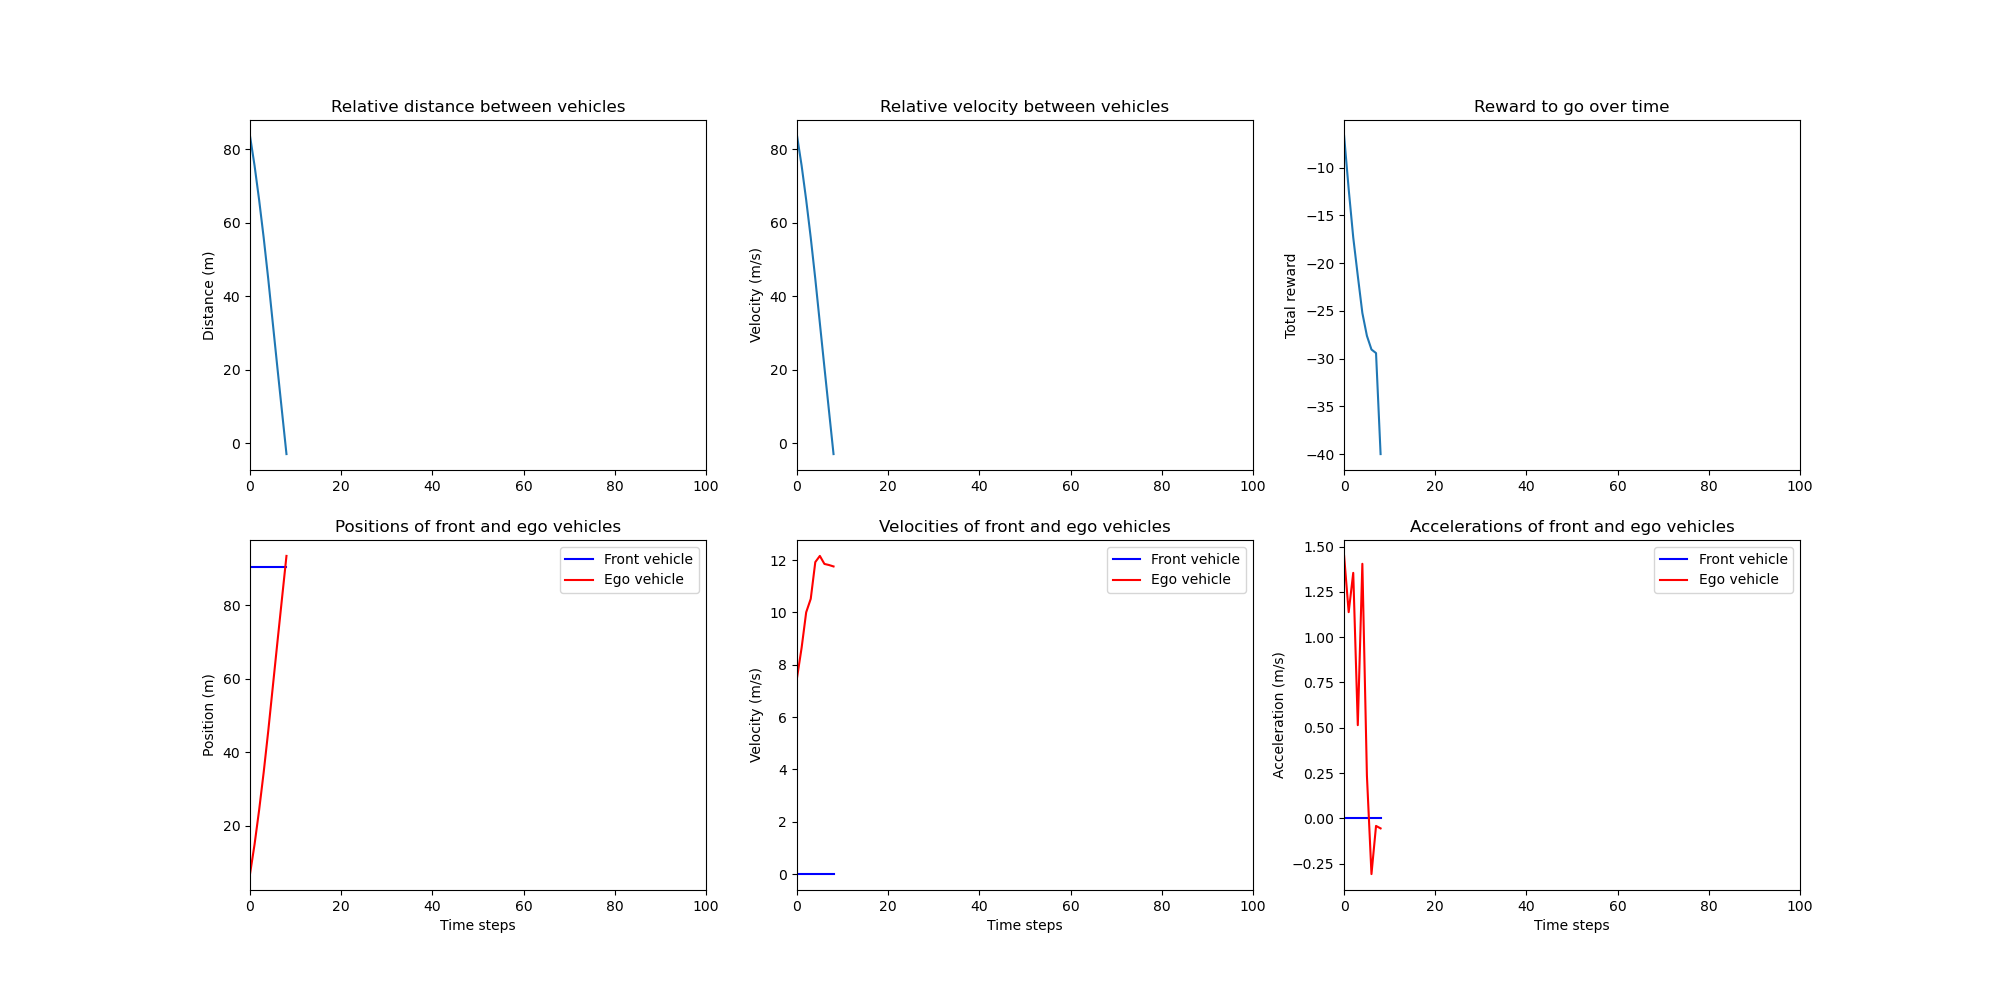 Relative distance between vehicles
Distance (m)
80
60
40
20
0
0 20 40 60 80 100
Relative velocity between vehicles
Velocity (m/s)
80
60
40
20
0
0 20 40 60 80 100
Reward to go over time
Total reward
−10
−15
−20
−25
−30
−35
−40
0 20 40 60 80 100
Positions of front and ego vehicles
Front vehicle
Ego vehicle
Position (m)
80
60
40
20
0 20 40 60 80 100
Time steps
Velocities of front and ego vehicles
Front vehicle
Ego vehicle
Velocity (m/s)
12
10
8
6
4
2
0
0 20 40 60 80 100
Time steps
Accelerations of front and ego vehicles
Front vehicle
Ego vehicle
Acceleration (m/s)
1.50
1.25
1.00
0.75
0.50
0.25
0.00
−0.25
0 20 40 60 80 100
Time steps